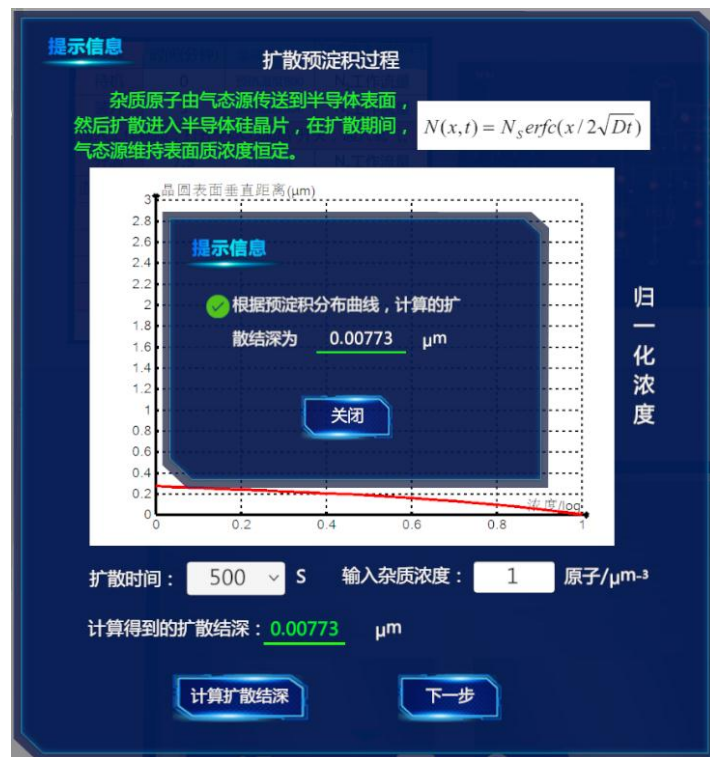 提示信息
扩散预淀积过程
杂质原子由气态源传送到半导体表面，
然后扩散进入半导体硅晶片，在扩散期间，
气态源维持表面质浓度恒定。
N(x,t) = N_s erfc(x/2√Dt)
晶圆表面垂直距离(μm)
3
2.8
2.6
2.4
2.2
2
1.8
1.6
1.4
1.2
1
0.8
0.6
0.4
0.2
0
提示信息
根据预淀积分布曲线，计算的扩
散结深为 0.00773 μm
关闭
归一化浓度
浓度/log
0 0.2 0.4 0.6 0.8 1
扩散时间： 500 S 输入杂质浓度： 1 原子/μm-3
计算得到的扩散结深：0.00773 μm
计算扩散结深 下一步